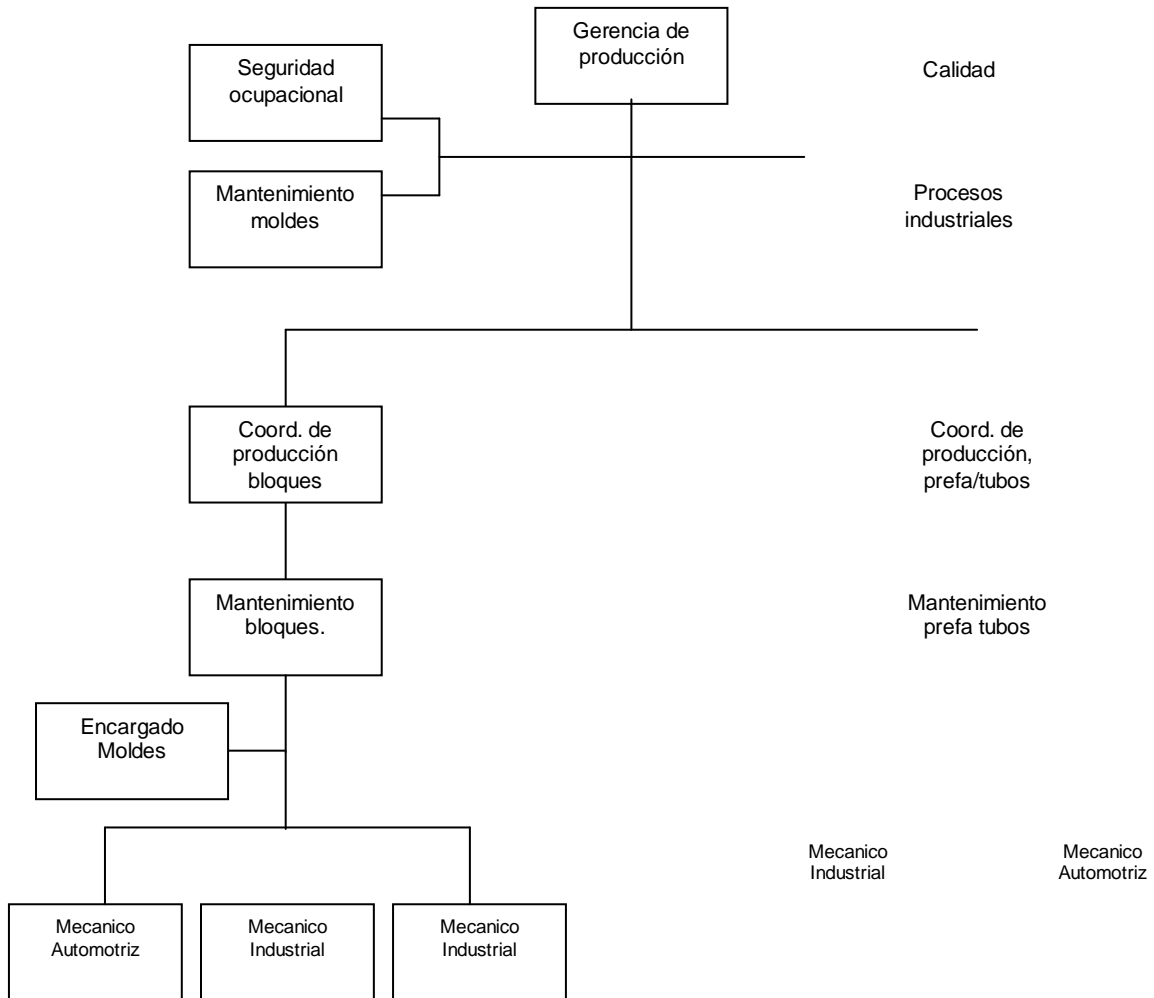 Gerencia de
producción
Seguridad
ocupacional
Calidad
Mantenimiento
moldes
Procesos
industriales
Coord. de
producción
bloques
Coord. de
producción,
prefa/tubos
Mantenimiento
bloques.
Mantenimiento
prefa tubos
Encargado
Moldes
Mecanico
Industrial
Mecanico
Automotriz
Mecanico
Automotriz
Mecanico
Industrial
Mecanico
Industrial